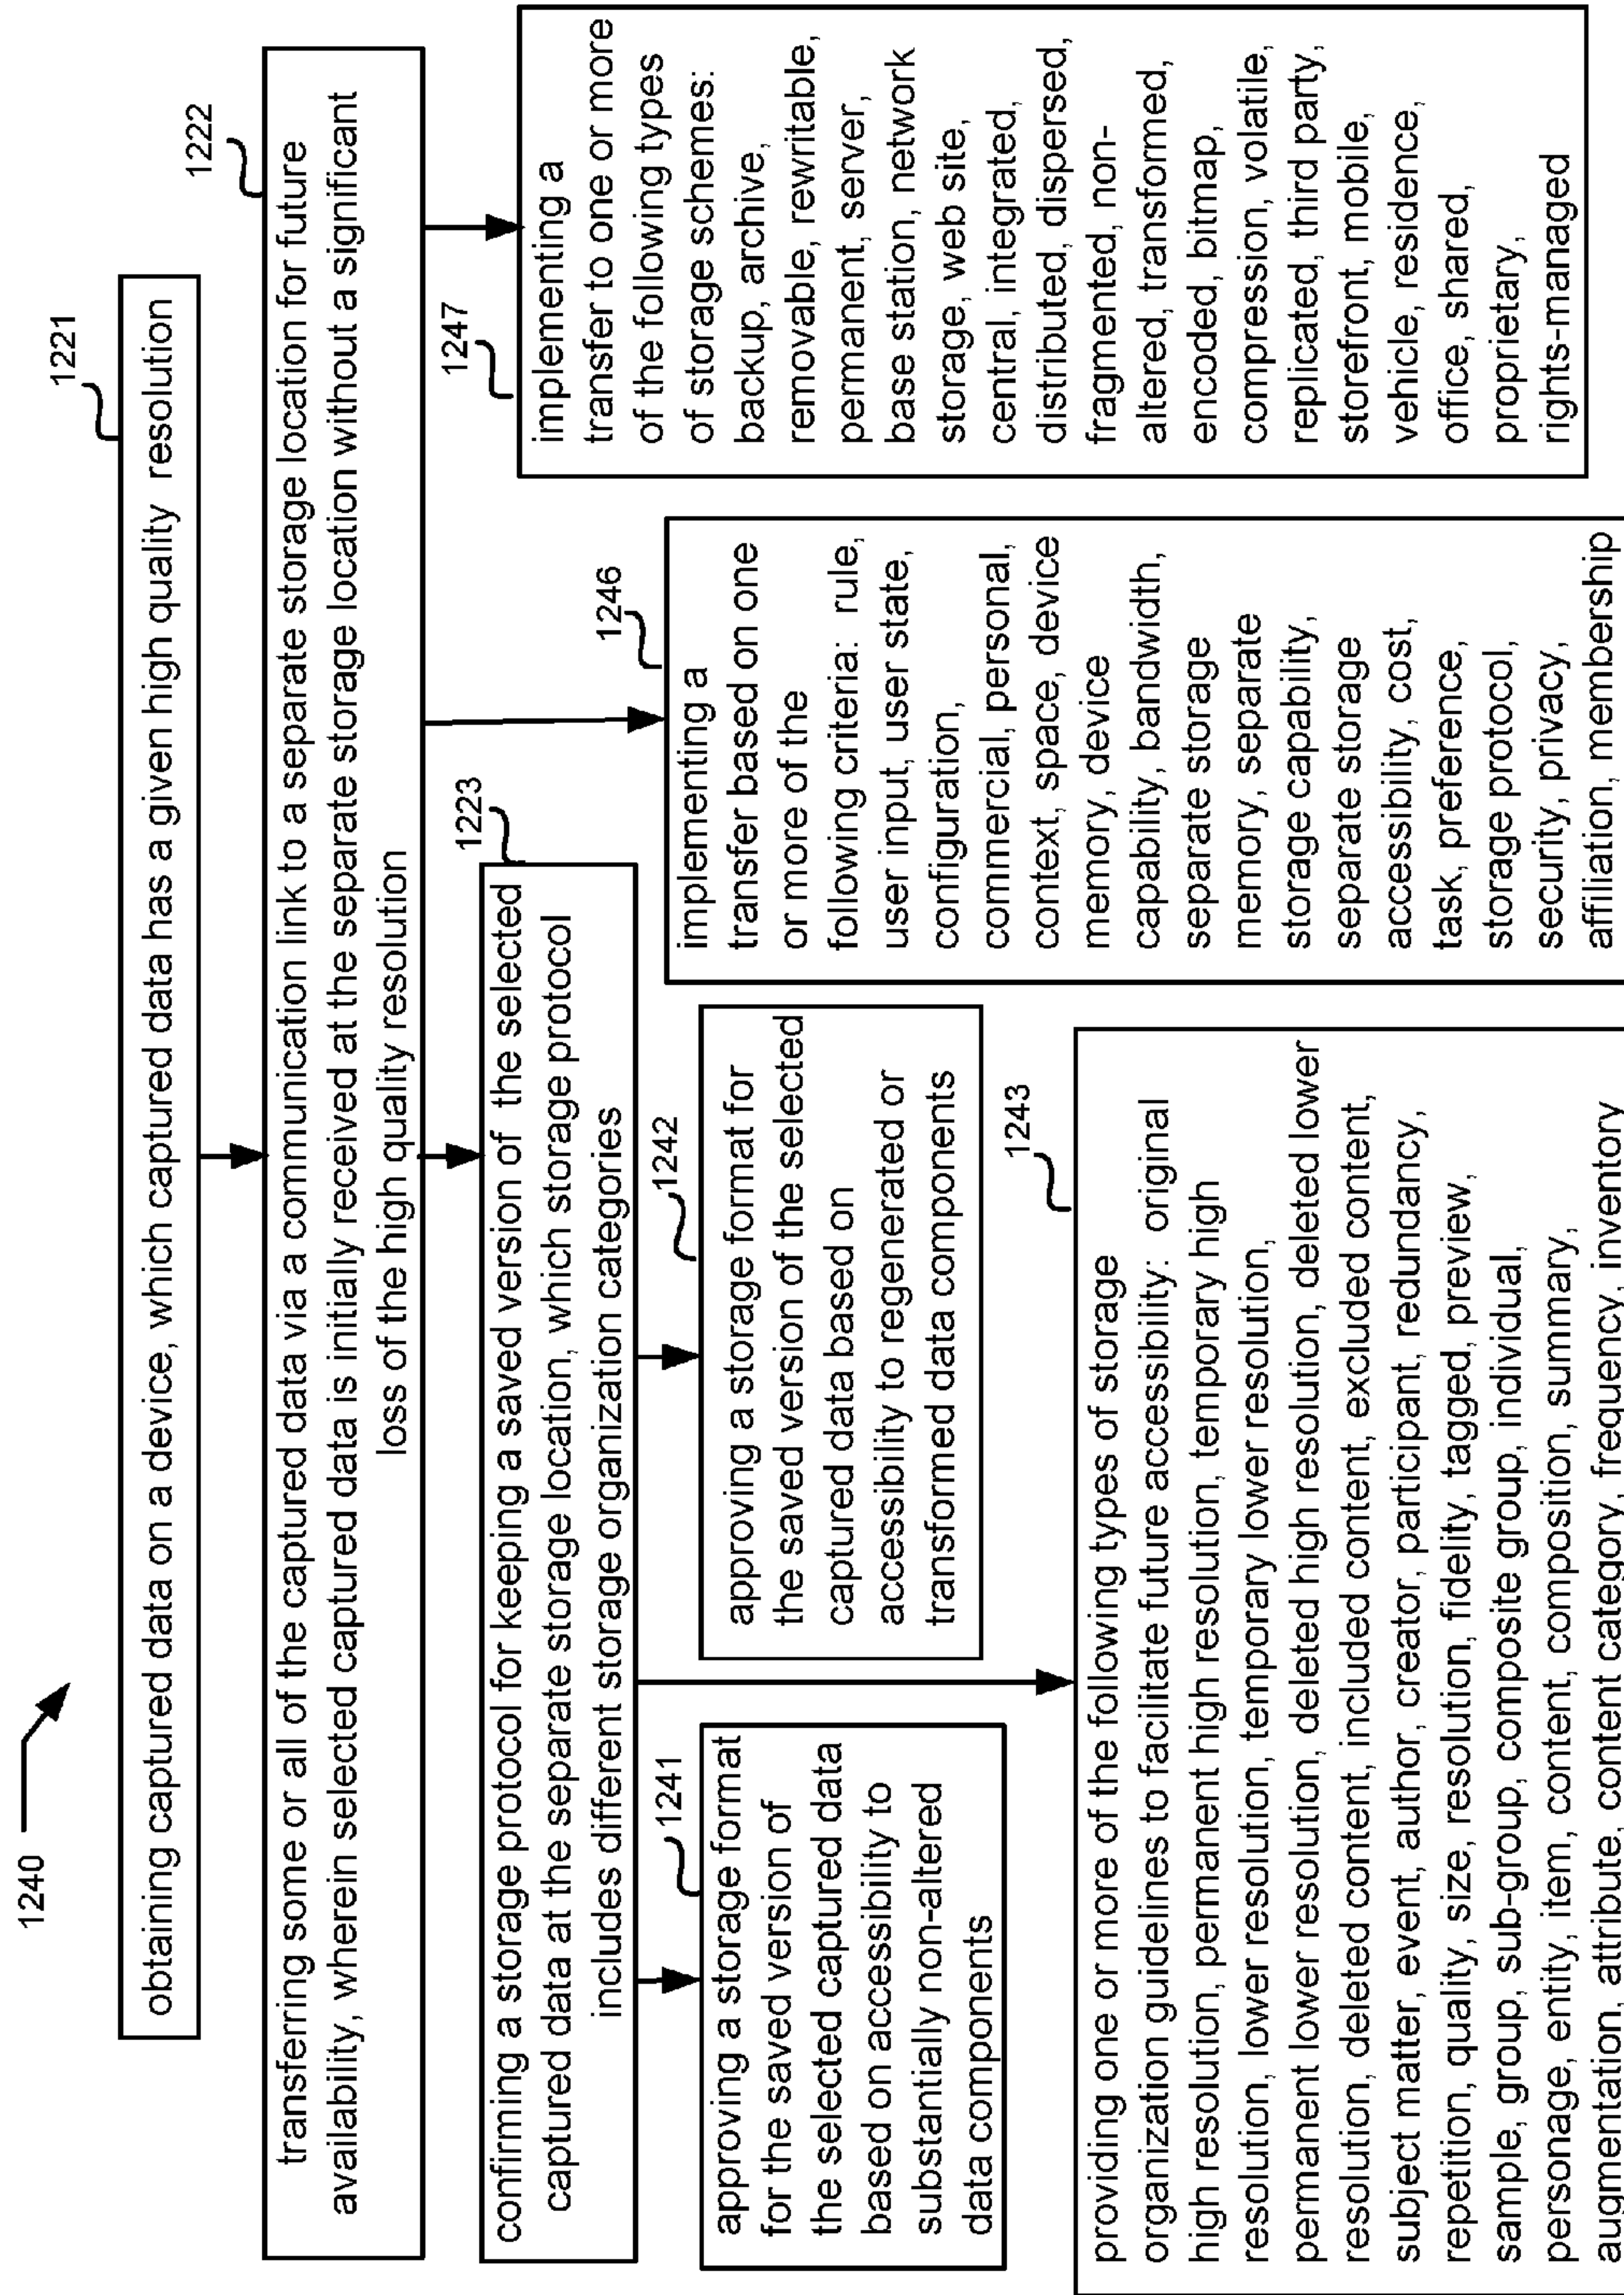 1240
1221
obtaining captured data on a device, which captured data has a given high quality resolution
1222
transferring some or all of the captured data via a communication link to a separate storage location for future
availability, wherein selected captured data is initially received at the separate storage location without a significant
loss of the high quality resolution
1223
confirming a storage protocol for keeping a saved version of the selected
captured data at the separate storage location, which storage protocol
includes different storage organization categories
1241
approving a storage format
for the saved version of
the selected captured data
based on accessibility to
substantially non-altered
data components
1242
approving a storage format for
the saved version of the selected
captured data based on
accessibility to regenerated or
transformed data components
1243
providing one or more of the following types of storage
organization guidelines to facilitate future accessibility: original
high resolution, permanent high resolution, temporary high
resolution, lower resolution, temporary lower resolution,
permanent lower resolution, deleted high resolution, deleted lower
resolution, deleted content, included content, excluded content,
subject matter, event, author, creator, participant, redundancy,
repetition, quality, size, resolution, fidelity, tagged, preview,
sample, group, sub-group, composite group, individual,
personage, entity, item, content, composition, summary,
augmentation, attribute, content category, frequency, inventory
1246
implementing a
transfer based on one
or more of the
following criteria: rule,
user input, user state,
configuration,
commercial, personal,
context, space, device
memory, device
capability, bandwidth,
separate storage
memory, separate
storage capability,
separate storage
accessibility, cost,
task, preference,
storage protocol,
security, privacy,
affiliation, membership
1247
implementing a
transfer to one or more
of the following types
of storage schemes:
backup, archive,
removable, rewritable,
permanent, server,
base station, network
storage, web site,
central, integrated,
distributed, dispersed,
fragmented, non-
altered, transformed,
encoded, bitmap,
compression, volatile,
replicated, third party,
storefront, mobile,
vehicle, residence,
office, shared,
proprietary,
rights-managed